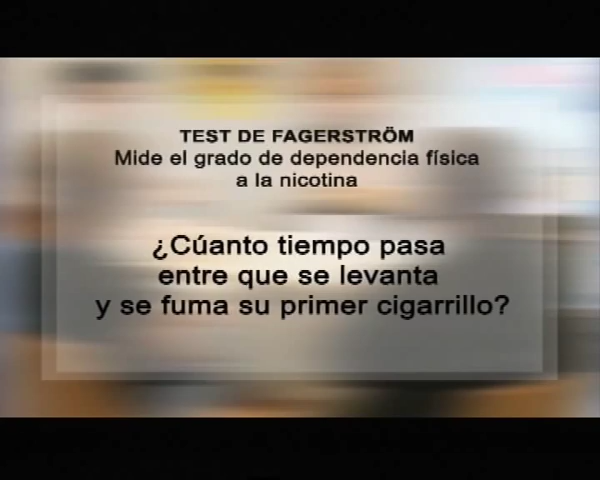 TEST DE FAGERSTRÖM
Mide el grado de dependencia física
a la nicotina
¿Cúanto tiempo pasa
entre que se levanta
y se fuma su primer cigarrillo?